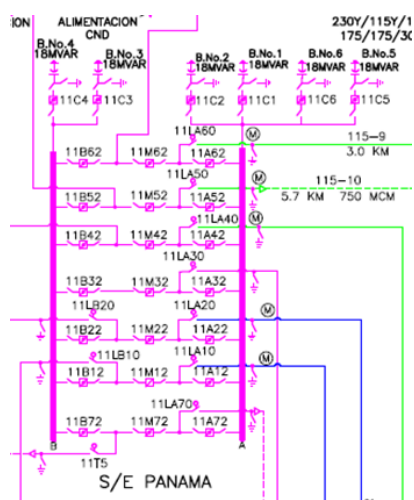 ION
ALIMENTACION
CND
230Y/115Y/1
175/175/30
B.No.4
18MVAR
B.No.3
18MVAR
B.No.2
18MVAR
B.No.1
18MVAR
B.No.6
18MVAR
B.No.5
18MVAR
11C4
11C3
11C2
11C1
11C6
11C5
11LA60
M
115-9
11B62
11M62
11A62
3.0 KM
11LA50
M
115-10
11B52
11M52
11A52
5.7 KM 750 MCM
11LA40
M
11B42
11M42
11A42
11LA30
11B32
11M32
11A32
11LB20
11LA20
M
11B22
11M22
11A22
11LB10
11LA10
M
11B12
11M12
11A12
11LA70
11B72
11M72
11A72
B
A
11T5
S/E PANAMA